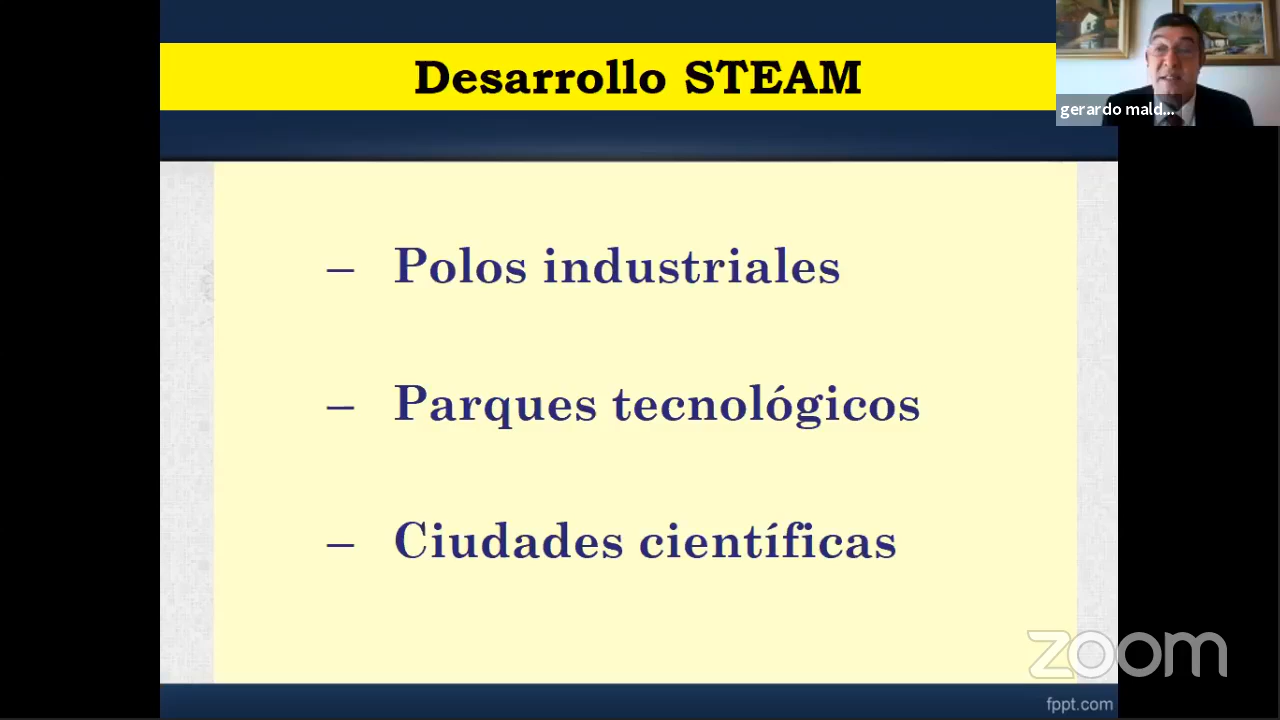 Desarrollo STEAM
gerardo mald...
– Polos industriales
– Parques tecnológicos
– Ciudades científicas
zoom
fppt.com